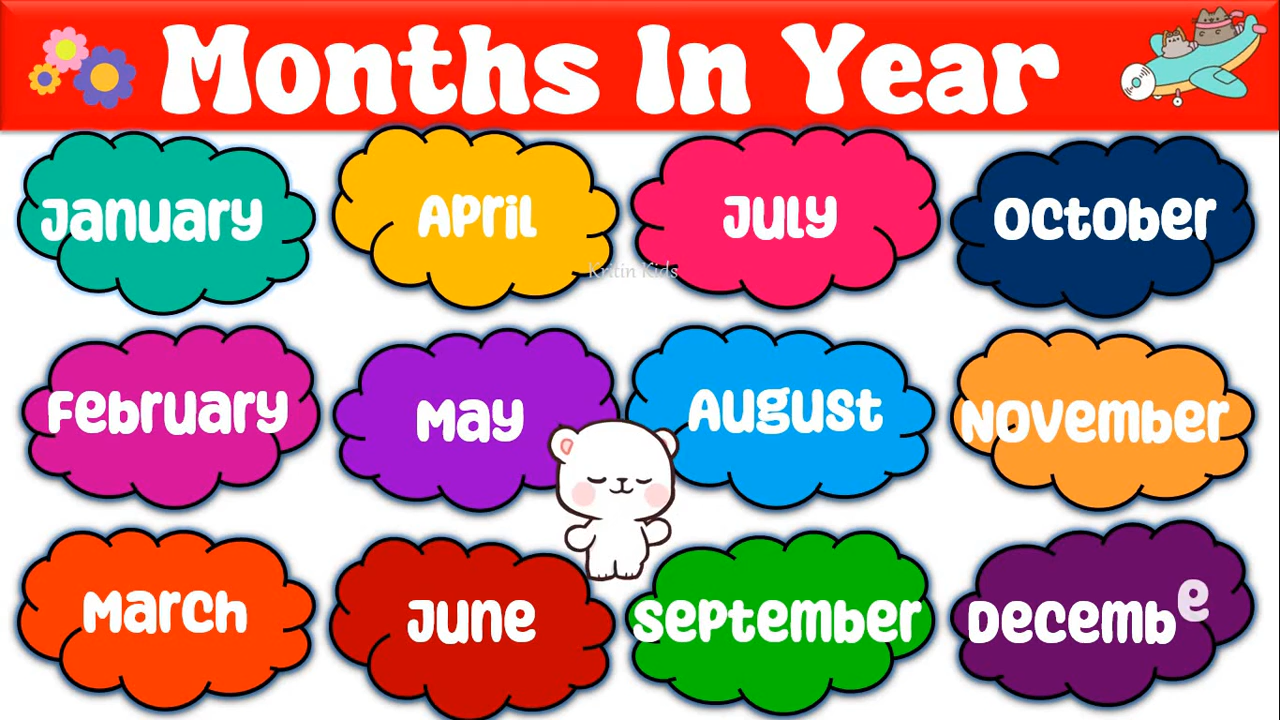 Months In Year
January
April
July
October
Kritin Kids
February
May
August
November
March
June
September
Decembe